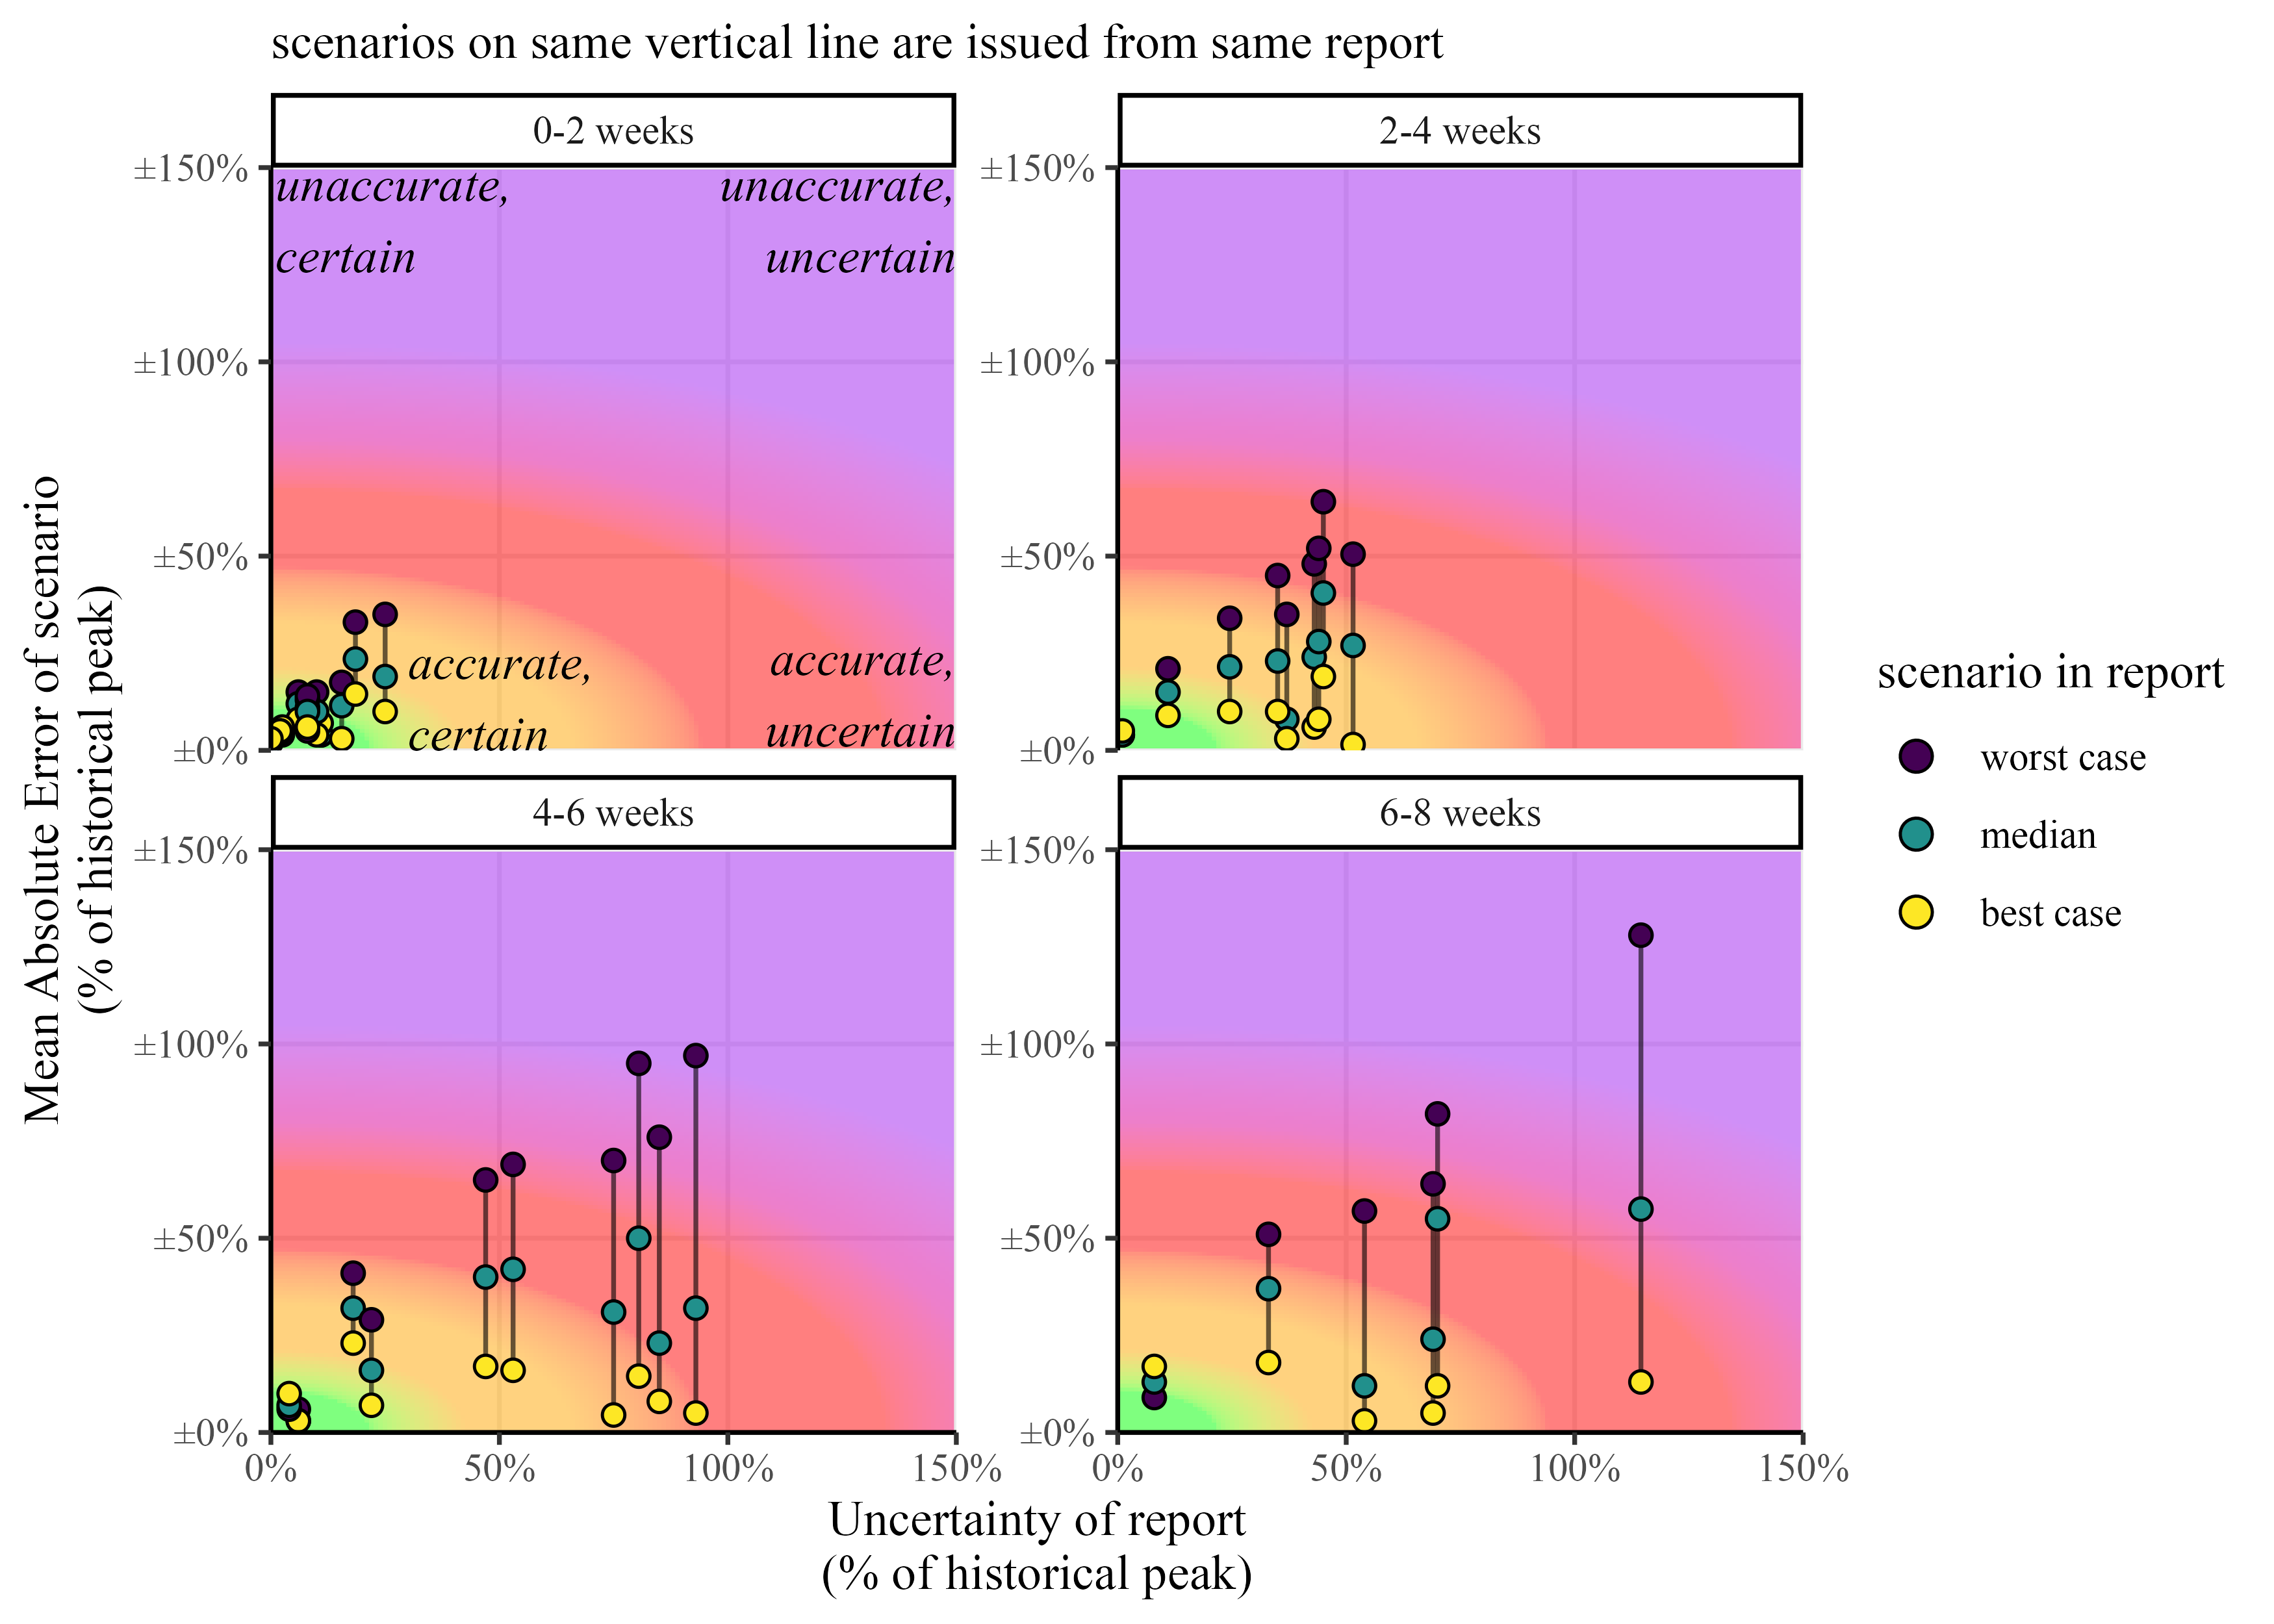 scenarios on same vertical line are issued from same report
0-2 weeks
2-4 weeks
±150%
±100%
±50%
±0%
unaccurate,
certain
unaccurate,
uncertain
accurate,
certain
accurate,
uncertain
±150%
±100%
±50%
±0%
4-6 weeks
6-8 weeks
±150%
±100%
±50%
±0%
±150%
±100%
±50%
±0%
0%
50%
100%
150%
0%
50%
100%
150%
Mean Absolute Error of scenario
(% of historical peak)
Uncertainty of report
(% of historical peak)
scenario in report
worst case
median
best case